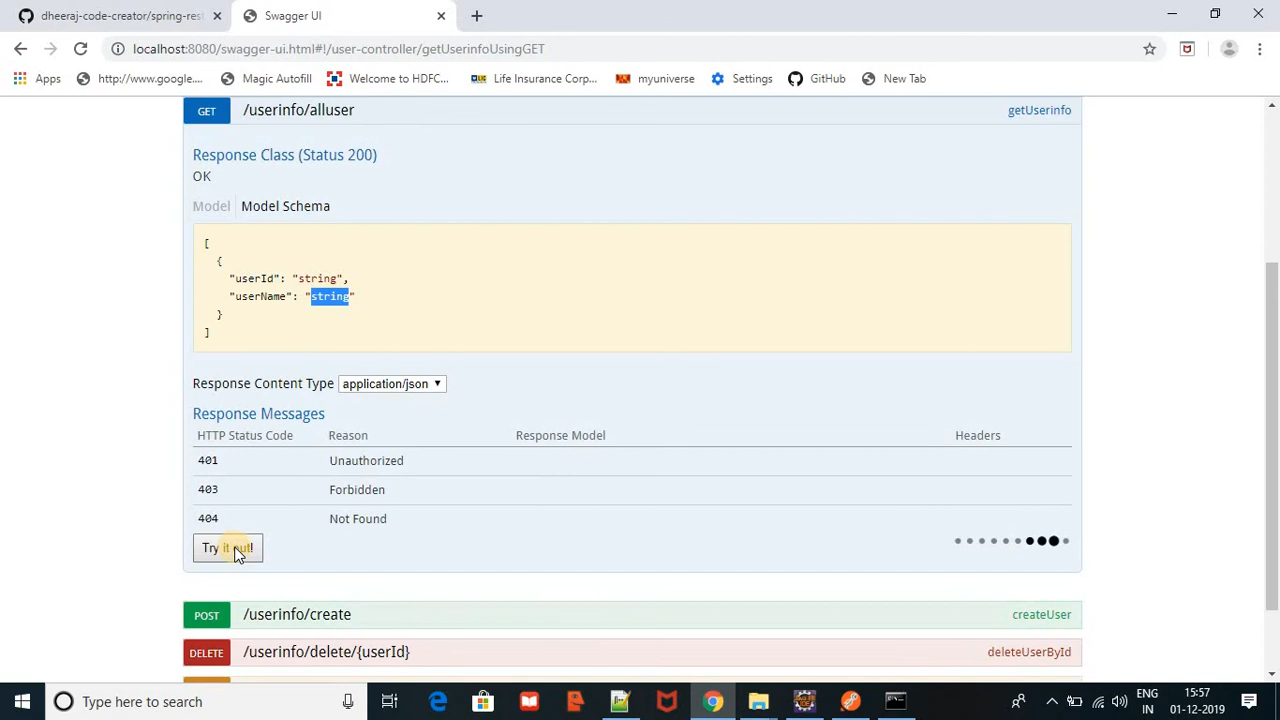 dheeraj-code-creator/spring-rest
Swagger UI
localhost:8080/swagger-ui.html#!/user-controller/getUserinfoUsingGET
Apps
http://www.google....
Magic Autofill
Welcome to HDFC...
Life Insurance Corp...
myuniverse
Settings
GitHub
New Tab
GET /userinfo/alluser getUserinfo
Response Class (Status 200)
OK
Model Model Schema
[
{
"userId": "string",
"userName": "string"
}
]
Response Content Type application/json
Response Messages
HTTP Status Code Reason Response Model Headers
401 Unauthorized
403 Forbidden
404 Not Found
Try it out!
POST /userinfo/create createUser
DELETE /userinfo/delete/{userId} deleteUserById
Type here to search
ENG 15:57
IN 01-12-2019